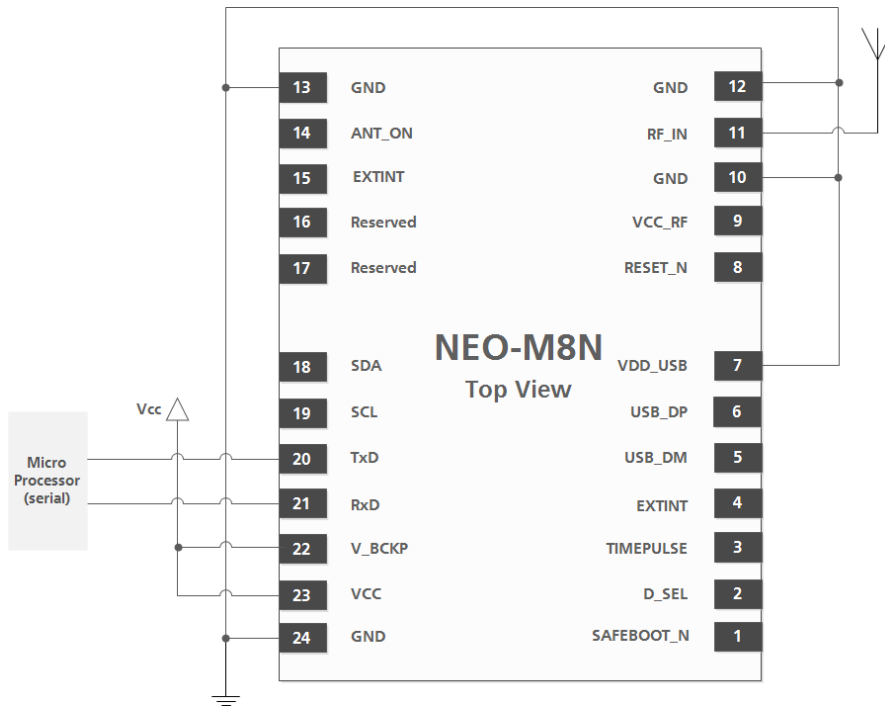 13 GND GND 12
14 ANT_ON RF_IN 11
15 EXTINT GND 10
16 Reserved VCC_RF 9
17 Reserved RESET_N 8
NEO-M8N
Top View
18 SDA VDD_USB 7
19 SCL USB_DP 6
20 TxD USB_DM 5
21 RxD EXTINT 4
22 V_BCKP TIMEPULSE 3
23 VCC D_SEL 2
24 GND SAFEBOOT_N 1
Vcc
Micro
Processor
(serial)